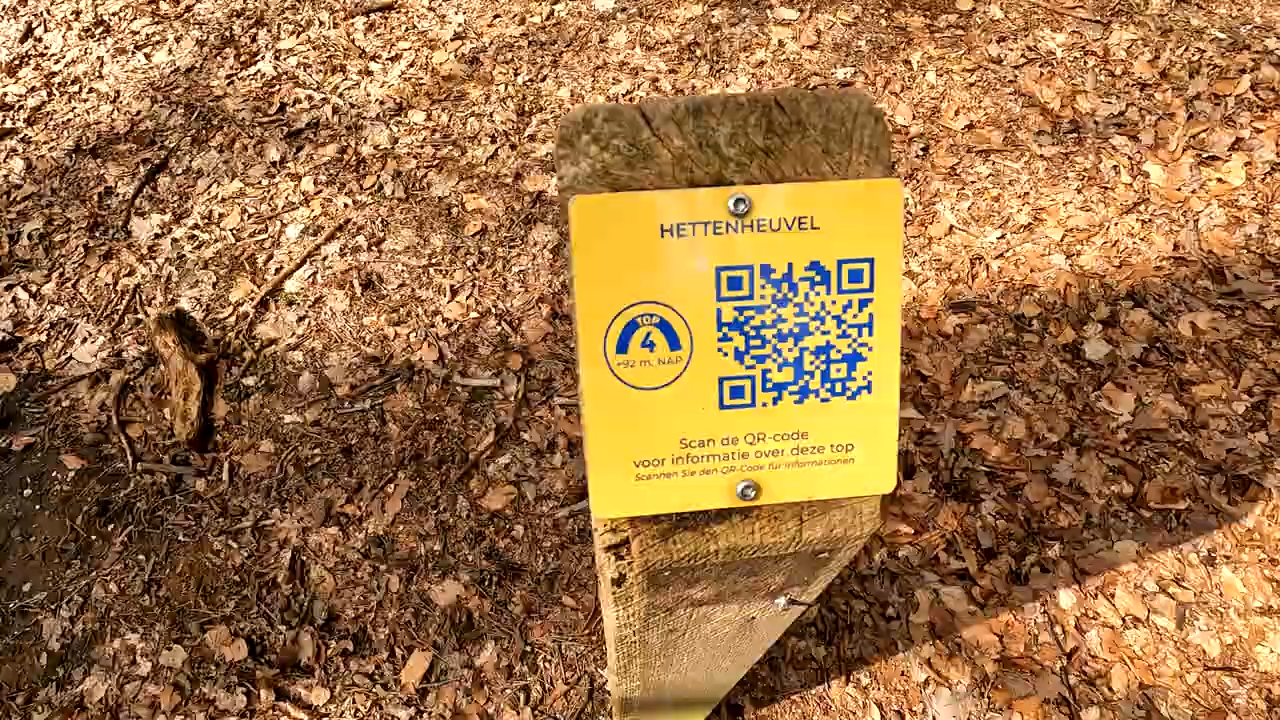 HETTENHEUVEL
TOP
4
+92 m. NAP
Scan de QR-code
voor informatie over deze top
Scannen Sie den QR-Code für Informationen